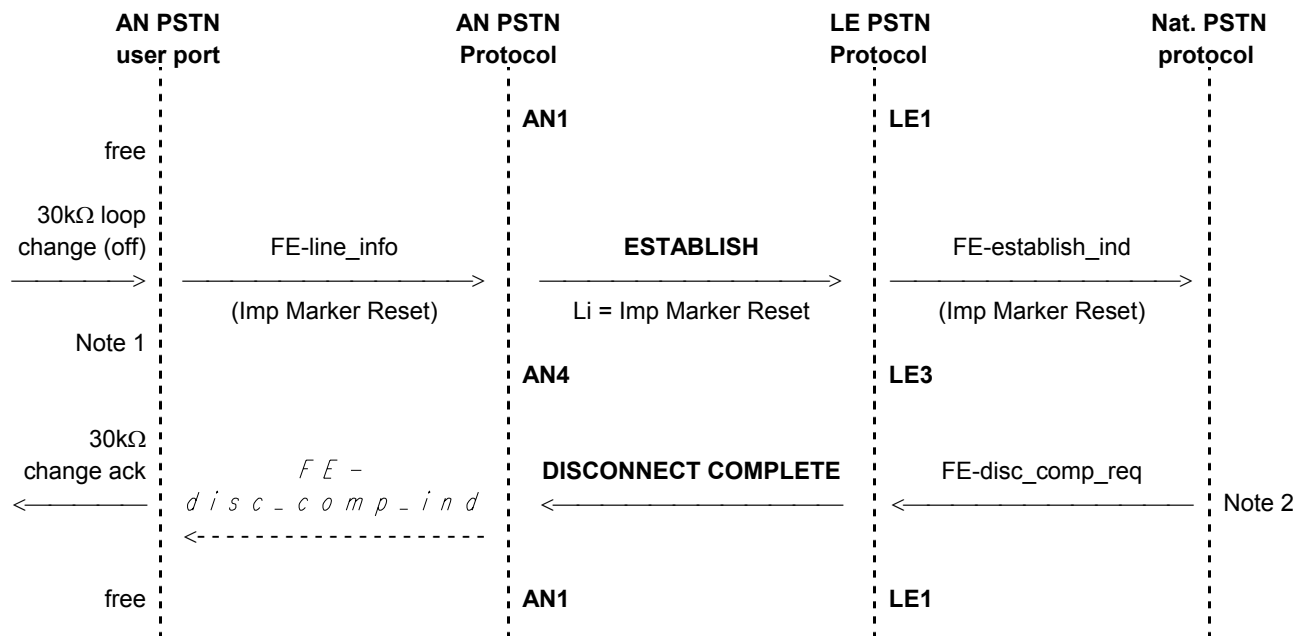 AN PSTN user port
AN PSTN Protocol
LE PSTN Protocol
Nat. PSTN protocol
AN1
LE1
free
30kΩ loop change (off)
FE-line_info
ESTABLISH
FE-establish_ind
(Imp Marker Reset)
Li = Imp Marker Reset
(Imp Marker Reset)
Note 1
AN4
LE3
30kΩ change ack
FE-disc_comp_ind
DISCONNECT COMPLETE
FE-disc_comp_req
Note 2
free
AN1
LE1